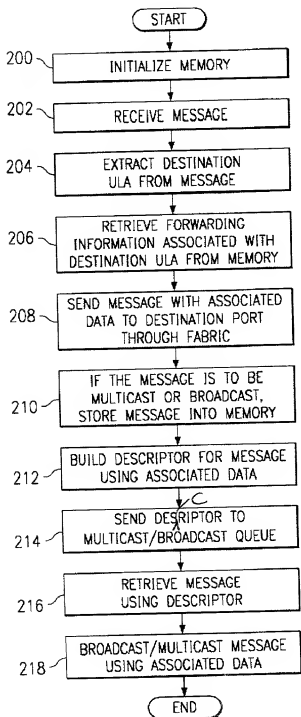 START
200
INITIALIZE MEMORY
202
RECEIVE MESSAGE
204
EXTRACT DESTINATION
ULA FROM MESSAGE
206
RETRIEVE FORWARDING
INFORMATION ASSOCIATED WITH
DESTINATION ULA FROM MEMORY
208
SEND MESSAGE WITH ASSOCIATED
DATA TO DESTINATION PORT
THROUGH FABRIC
210
IF THE MESSAGE IS TO BE
MULTICAST OR BROADCAST,
STORE MESSAGE INTO MEMORY
212
BUILD DESCRIPTOR FOR MESSAGE
USING ASSOCIATED DATA
C
214
SEND DESRIPTOR TO
MULTICAST/BROADCAST QUEUE
216
RETRIEVE MESSAGE
USING DESCRIPTOR
218
BROADCAST/MULTICAST MESSAGE
USING ASSOCIATED DATA
END